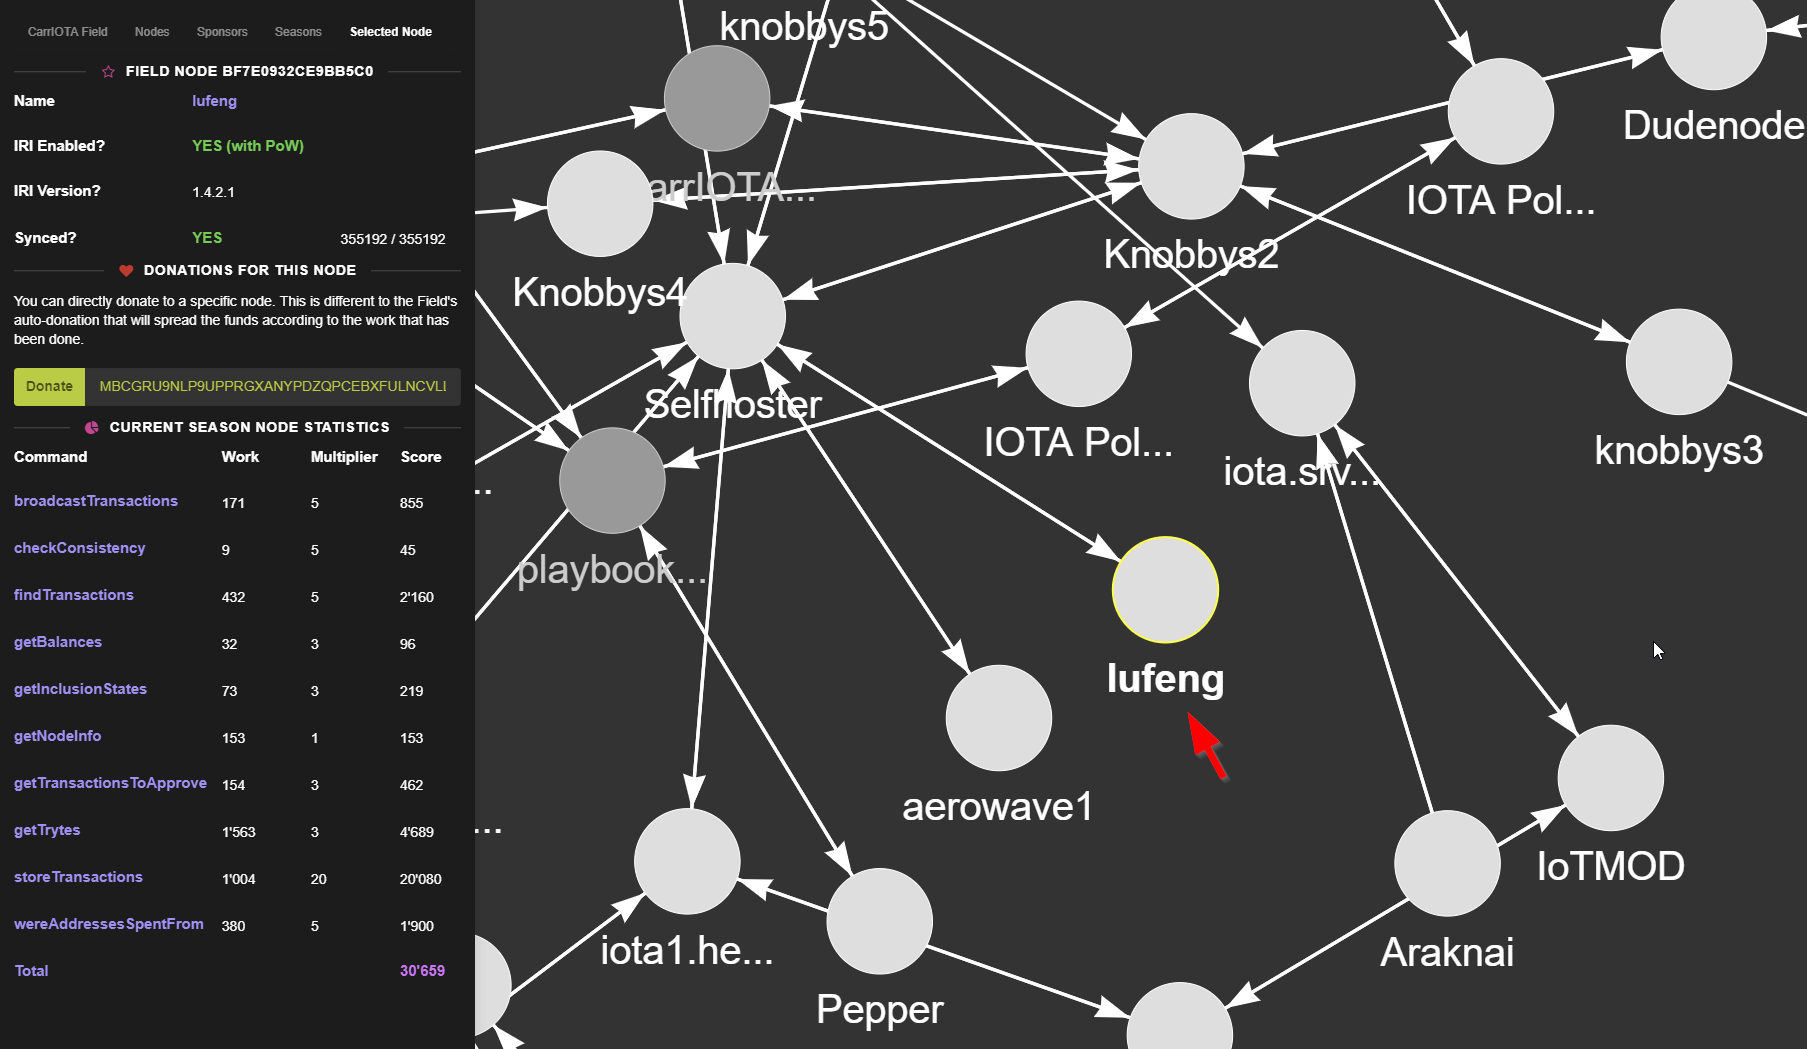 CarrIOTA Field Nodes Sponsors Seasons Selected Node
FIELD NODE BF7E0932CE9BB5C0
Name lufeng
IRI Enabled? YES (with PoW)
IRI Version? 1.4.2.1
Synced? YES 355192 / 355192
DONATIONS FOR THIS NODE
You can directly donate to a specific node. This is different to the Field's
auto-donation that will spread the funds according to the work that has
been done.
Donate MBCGRU9NLP9UPPRGXANYPDZQPCEBXFULNCVLI
CURRENT SEASON NODE STATISTICS
Command Work Multiplier Score
broadcastTransactions 171 5 855
checkConsistency 9 5 45
findTransactions 432 5 2'160
getBalances 32 3 96
getInclusionStates 73 3 219
getNodeInfo 153 1 153
getTransactionsToApprove 154 3 462
getTrytes 1'563 3 4'689
storeTransactions 1'004 20 20'080
wereAddressesSpentFrom 380 5 1'900
Total 30'659
knobbys5
Dudenode
arrIOTA...
IOTA Pol...
Knobbys2
Knobbys4
Selfhoster
IOTA Pol...
iota.srv...
knobbys3
..
playbook...
lufeng
aerowave1
...
IoTMOD
iota1.he...
Araknai
Pepper